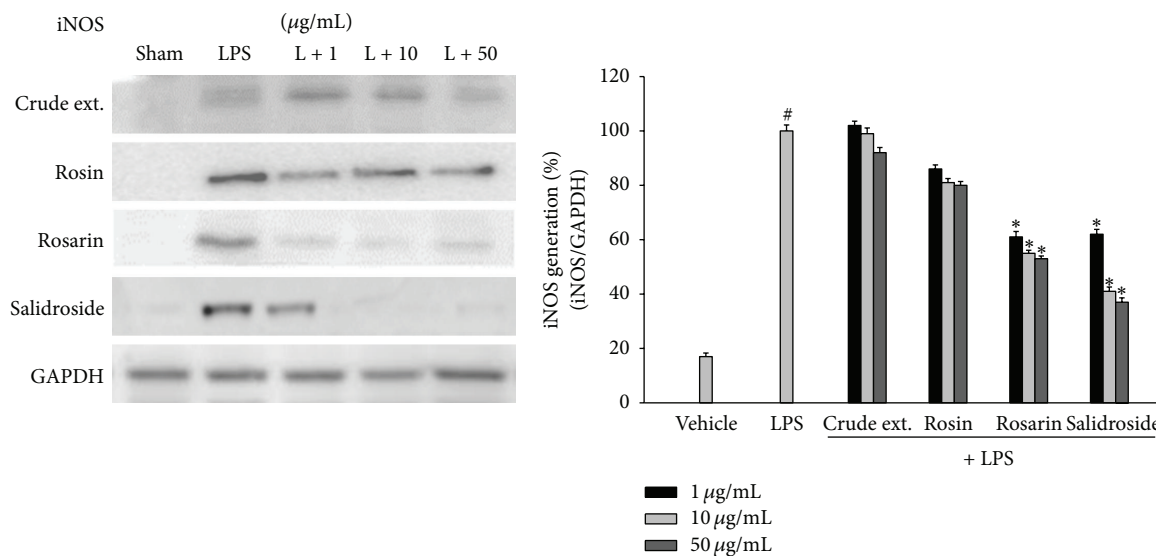 iNOS
(μg/mL)
Sham LPS L + 1 L + 10 L + 50
Crude ext.
Rosin
Rosarin
Salidroside
GAPDH
iNOS generation (%)
(iNOS/GAPDH)
120
100
80
60
40
20
0
#
* * *
* * *
Vehicle LPS Crude ext. Rosin Rosarin Salidroside
+ LPS
1 μg/mL
10 μg/mL
50 μg/mL